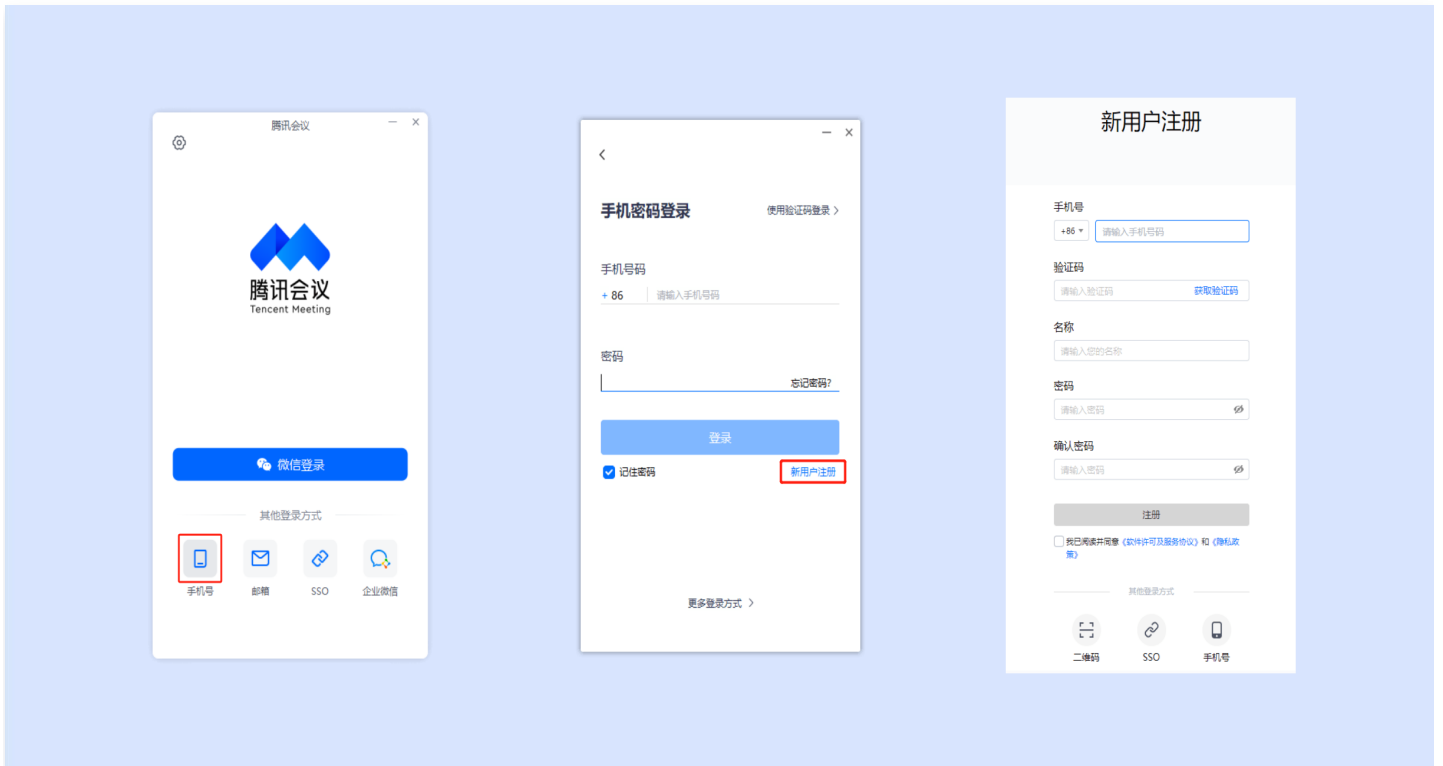 腾讯会议
腾讯会议
Tencent Meeting
微信登录
其他登录方式
手机号 邮箱 SSO 企业微信
手机密码登录 使用验证码登录 >
手机号码
+ 86 请输入手机号码
密码
忘记密码?
登录
记住密码 新用户注册
更多登录方式 >
新用户注册
手机号
+86 请输入手机号码
验证码
请输入验证码 获取验证码
名称
请输入您的名称
密码
请输入密码
确认密码
请输入密码
注册
我已阅读并同意《软件许可及服务协议》和《隐私政
策》
其他登录方式
二维码 SSO 手机号